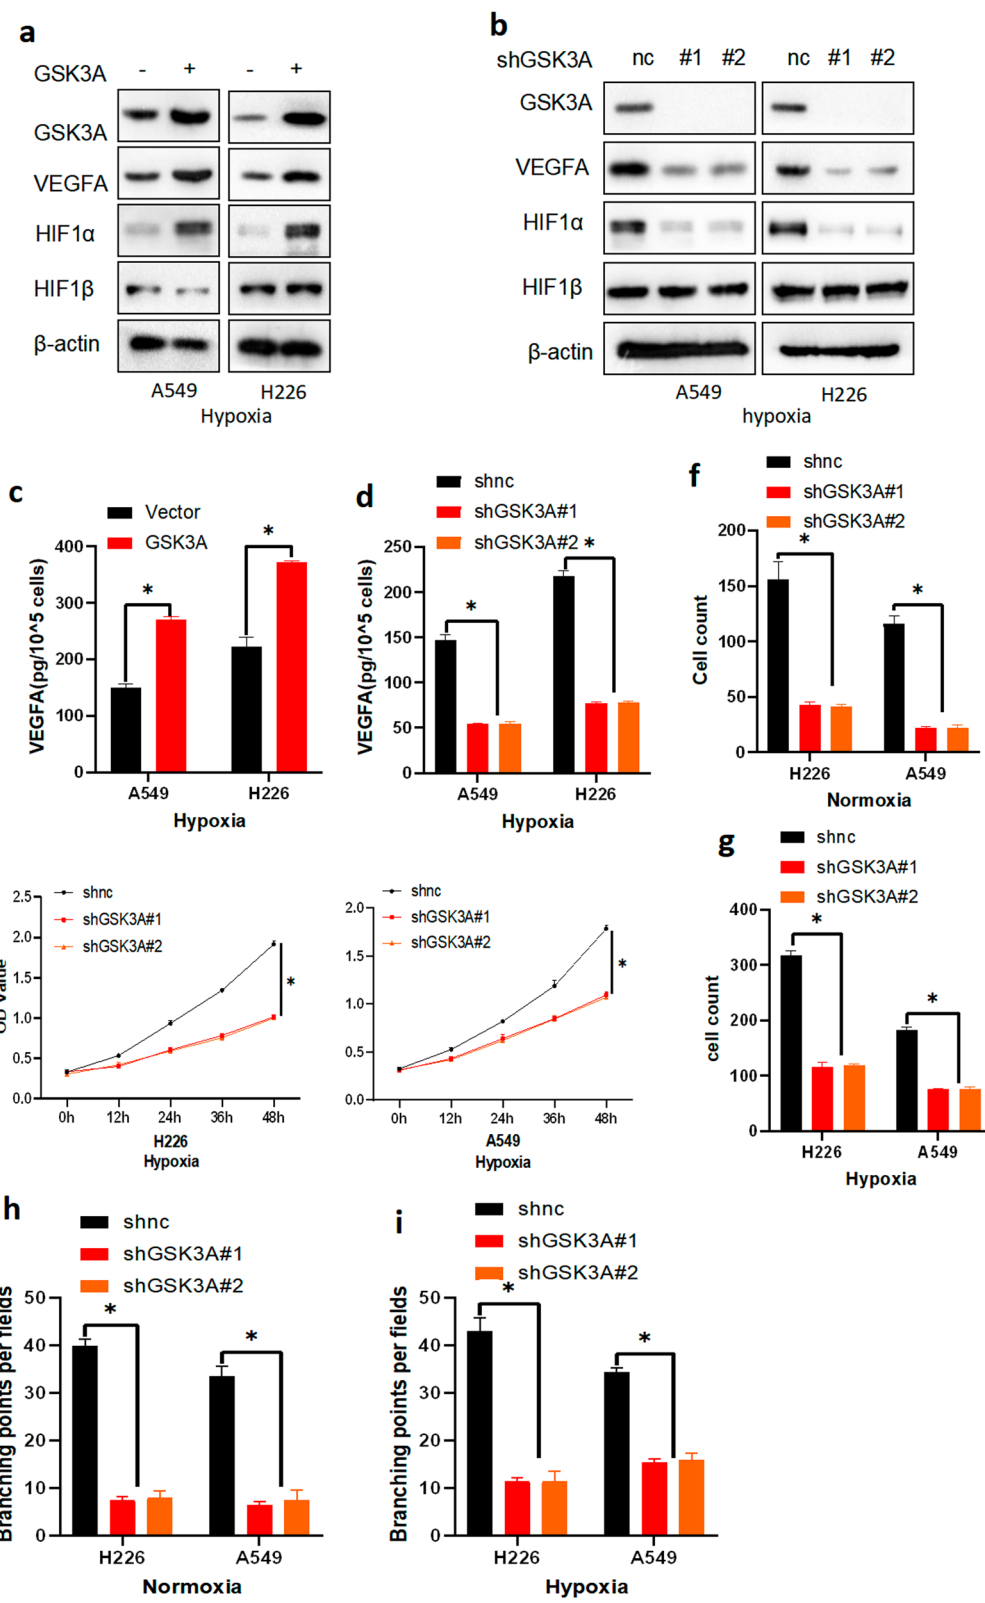 a
GSK3A - + - +
GSK3A
VEGFA
HIF1α
HIF1β
β-actin
A549 H226
Hypoxia
b
shGSK3A nc #1 #2 nc #1 #2
GSK3A
VEGFA
HIF1α
HIF1β
β-actin
A549 H226
hypoxia
c
Vector
GSK3A
VEGFA(pg/10^5 cells)
400
300
200
100
0
*
*
A549 H226
Hypoxia
d
shnc
shGSK3A#1
shGSK3A#2
VEGFA(pg/10^5 cells)
250
200
150
100
50
0
*
*
A549 H226
Hypoxia
f
shnc
shGSK3A#1
shGSK3A#2
Cell count
200
150
100
50
0
*
*
H226 A549
Normoxia
shnc
shGSK3A#1
shGSK3A#2
OD value
2.5
2.0
1.5
1.0
0.5
0.0
*
0h 12h 24h 36h 48h
H226
Hypoxia
shnc
shGSK3A#1
shGSK3A#2
2.0
1.5
1.0
0.5
0.0
*
0h 12h 24h 36h 48h
A549
Hypoxia
g
shnc
shGSK3A#1
shGSK3A#2
cell count
400
300
200
100
0
*
*
H226 A549
Hypoxia
h
shnc
shGSK3A#1
shGSK3A#2
Branching points per fields
50
40
30
20
10
0
*
*
H226 A549
Normoxia
i
shnc
shGSK3A#1
shGSK3A#2
Branching points per fields
50
40
30
20
10
0
*
*
H226 A549
Hypoxia